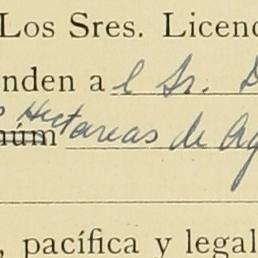 Los Sres. Licenc
nden a l Sr. D
Hectareas de Ag
núm
, pacífica y legal